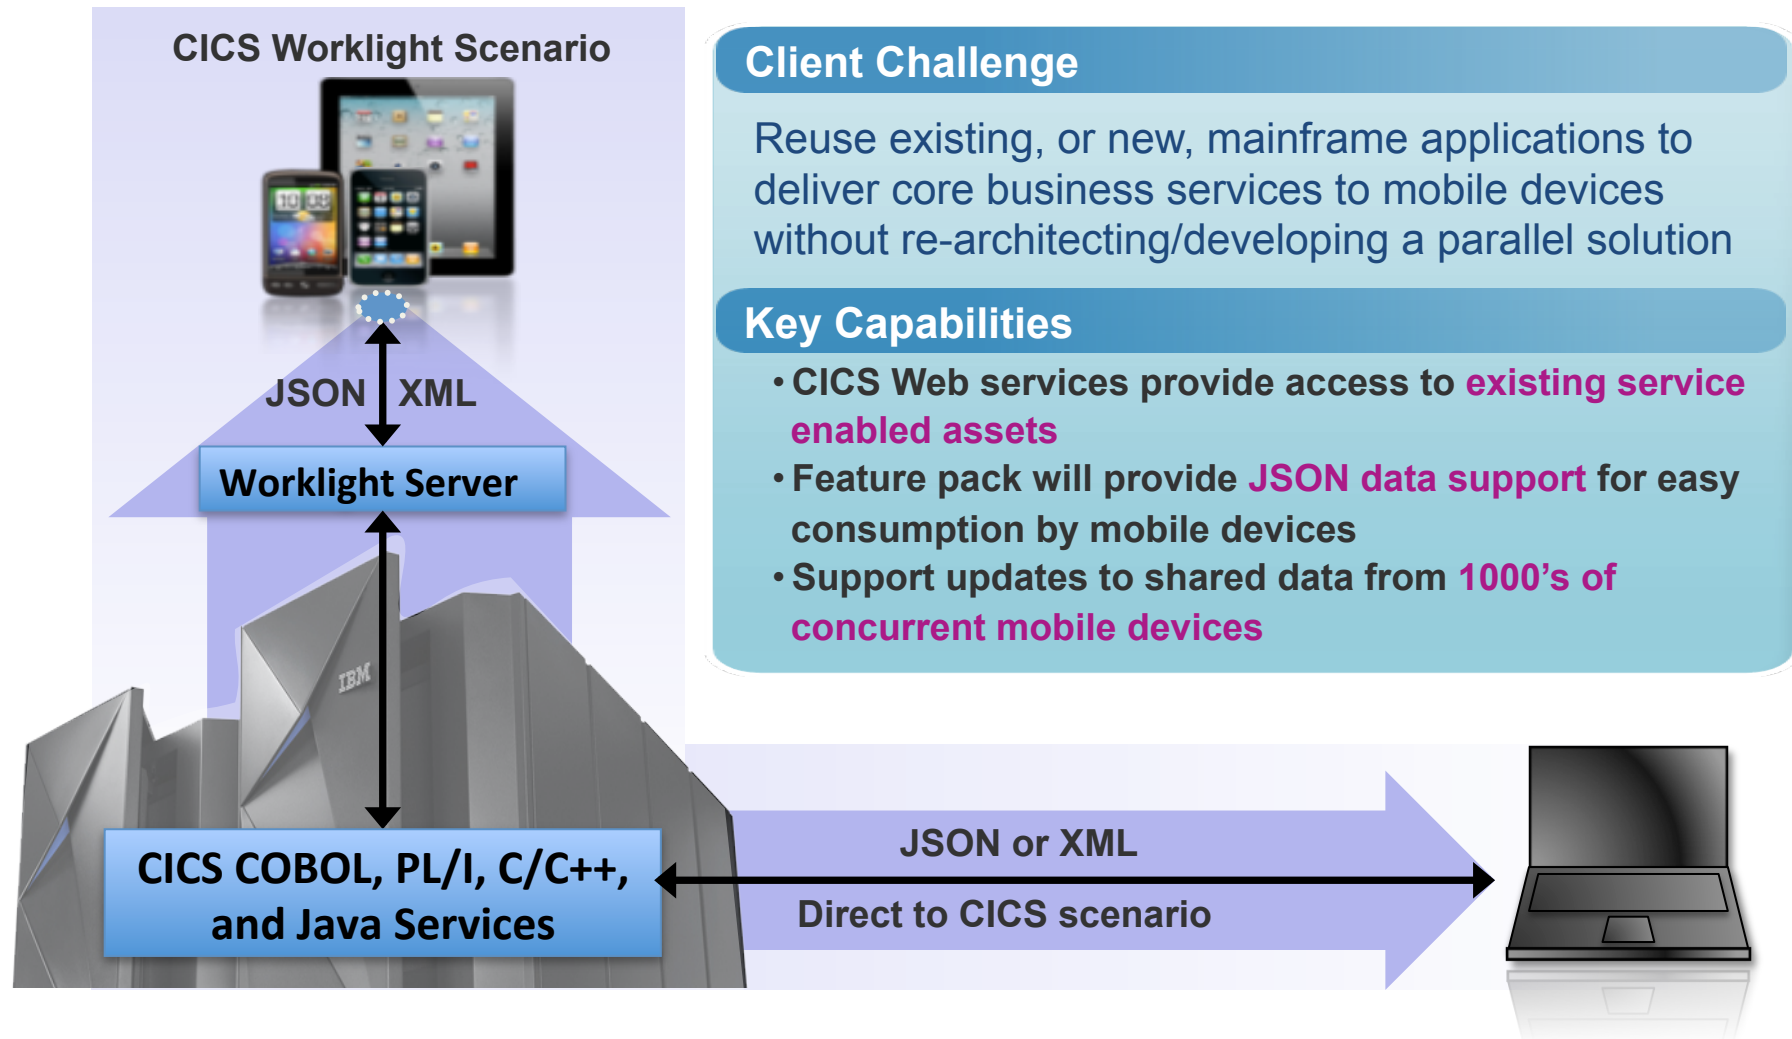 CICS Worklight Scenario
10 08
JSON XML
Worklight Server
IBM
CICS COBOL, PL/I, C/C++,
and Java Services
Client Challenge
Reuse existing, or new, mainframe applications to
deliver core business services to mobile devices
without re-architecting/developing a parallel solution
Key Capabilities
• CICS Web services provide access to existing service
enabled assets
• Feature pack will provide JSON data support for easy
consumption by mobile devices
• Support updates to shared data from 1000’s of
concurrent mobile devices
JSON or XML
Direct to CICS scenario